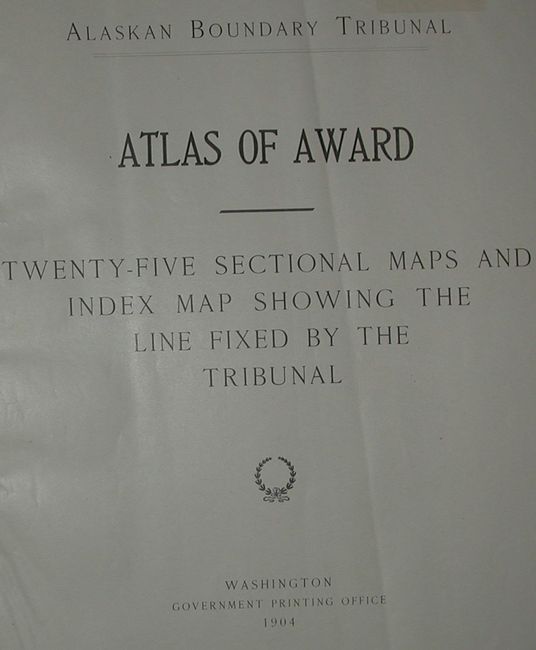 ALASKAN BOUNDARY TRIBUNAL
ATLAS OF AWARD
TWENTY-FIVE SECTIONAL MAPS AND
INDEX MAP SHOWING THE
LINE FIXED BY THE
TRIBUNAL
WASHINGTON
GOVERNMENT PRINTING OFFICE
1904